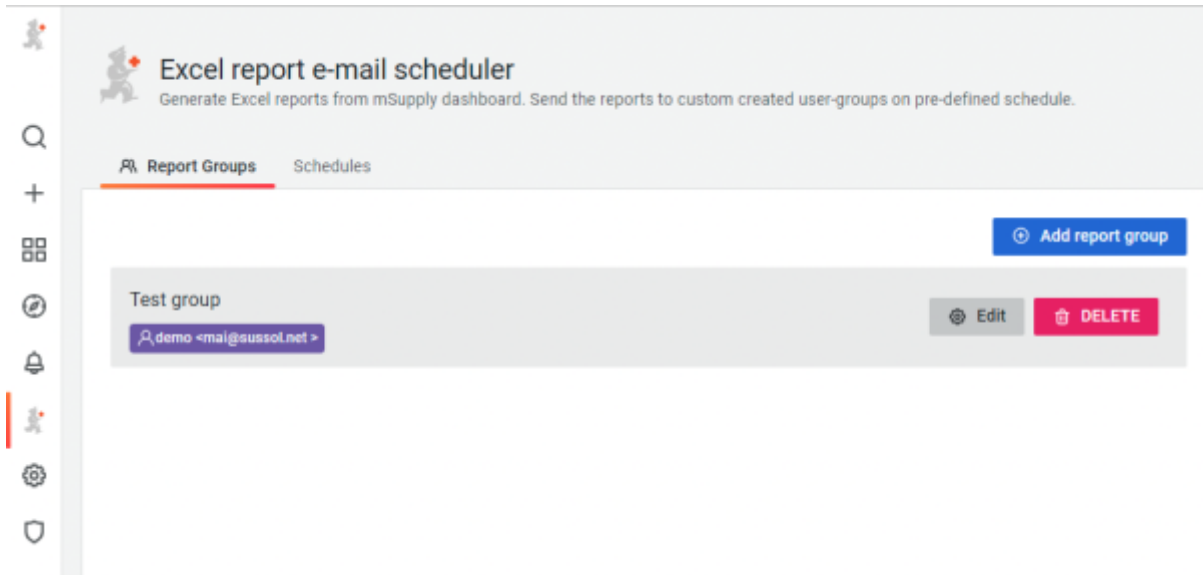 Excel report e-mail scheduler
Generate Excel reports from mSupply dashboard. Send the reports to custom created user-groups on pre-defined schedule.
Report Groups Schedules
Add report group
Test group
demo <mai@sussol.net >
Edit DELETE